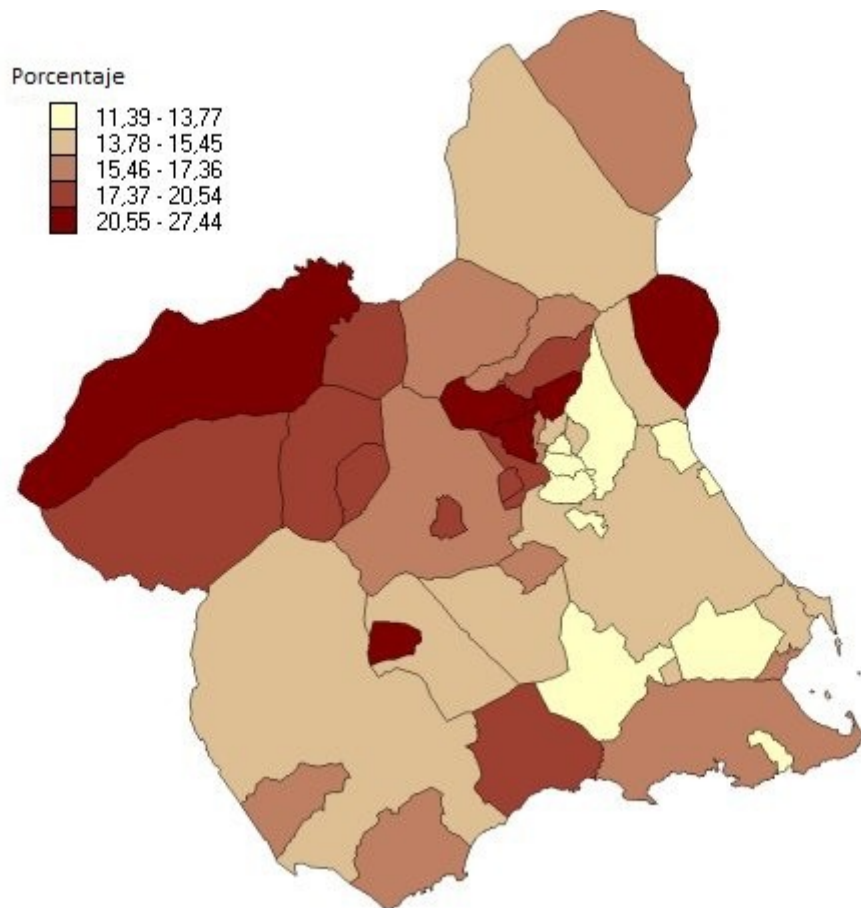 Porcentaje
11,39 - 13,77
13,78 - 15,45
15,46 - 17,36
17,37 - 20,54
20,55 - 27,44